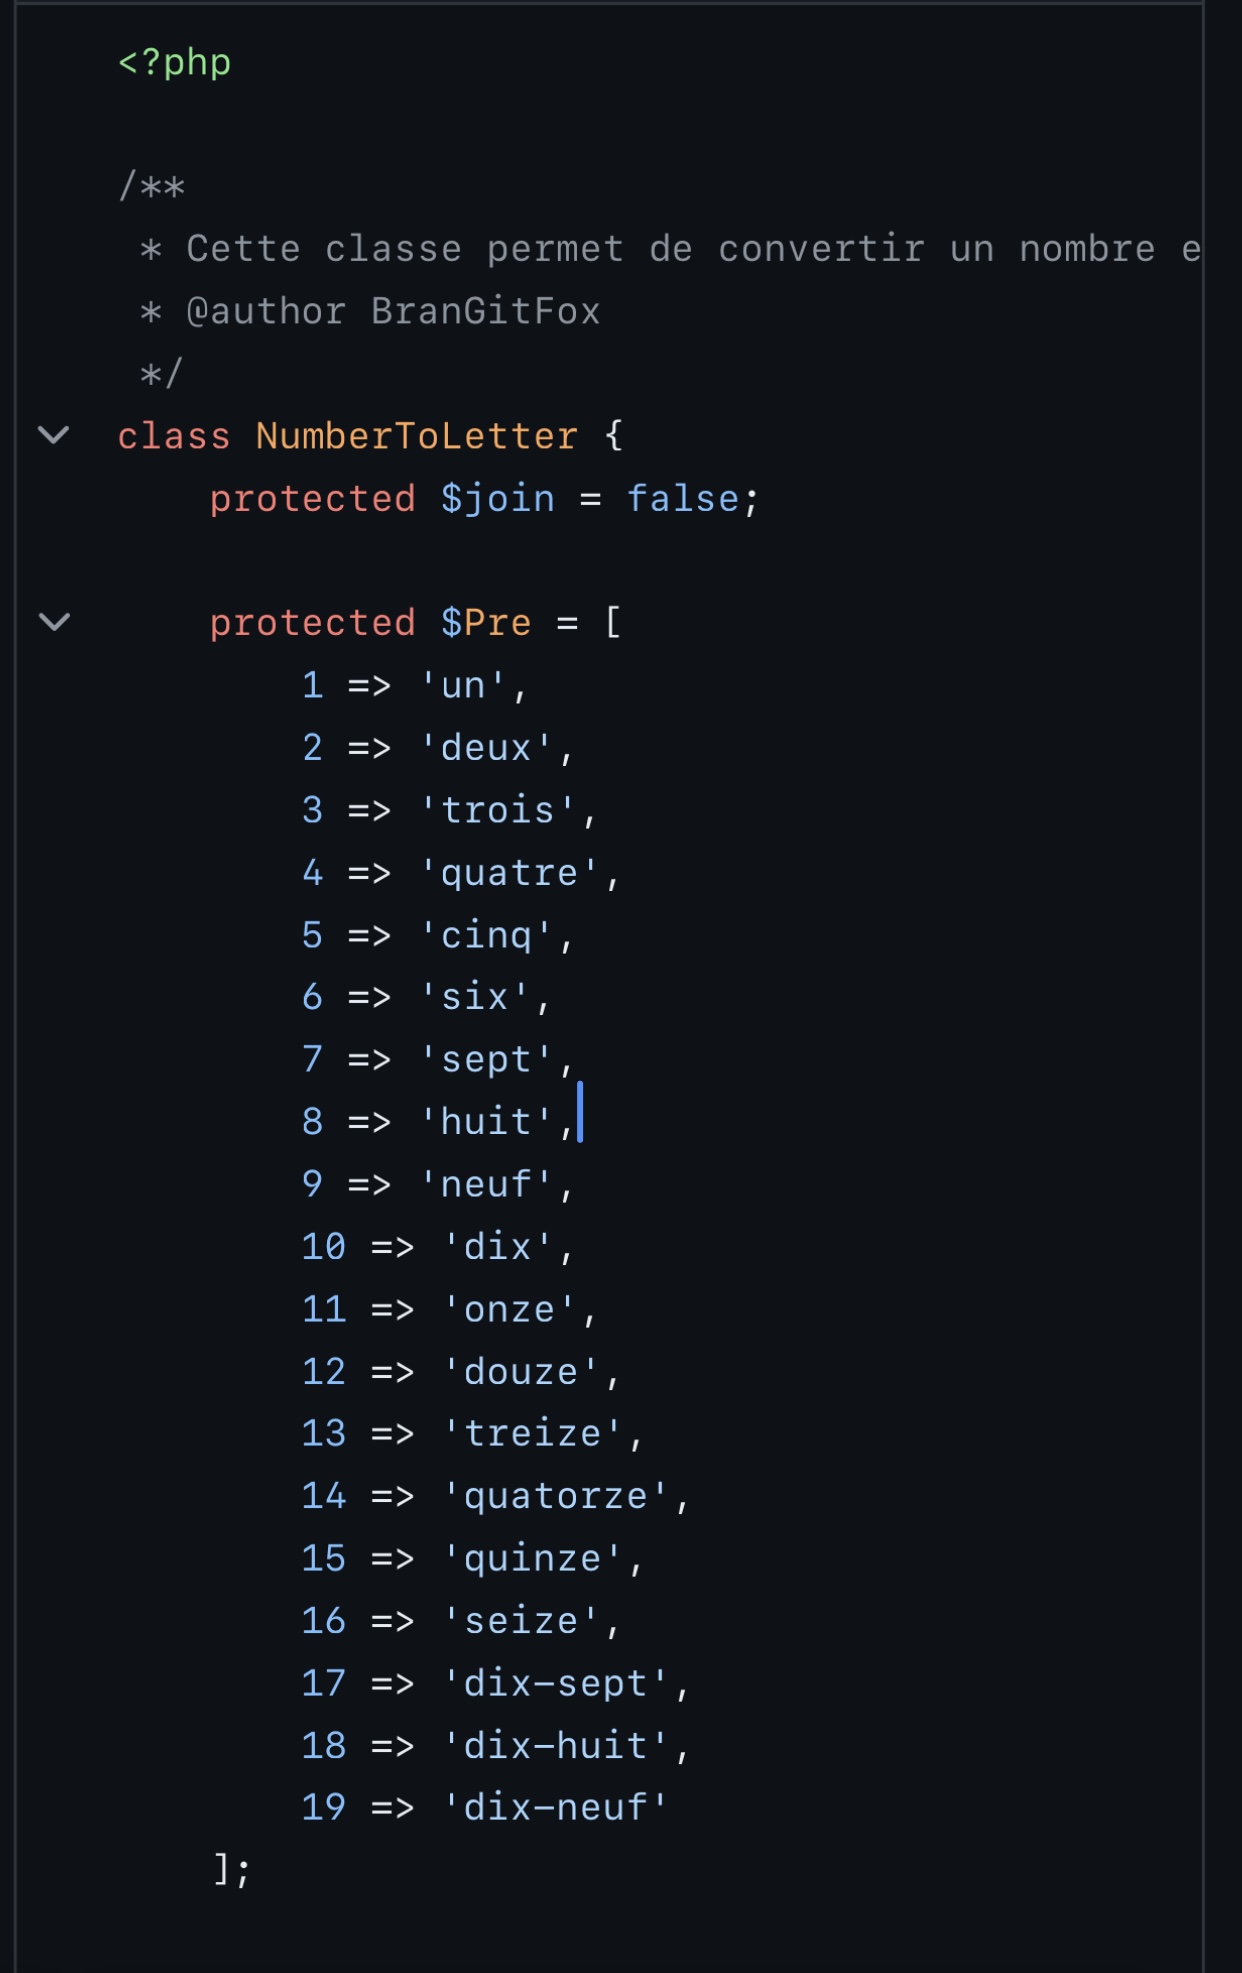 <?php
/**
 * Cette classe permet de convertir un nombre e
 * @author BranGitFox
 */
class NumberToLetter {
    protected $join = false;
    protected $Pre = [
        1 => 'un',
        2 => 'deux',
        3 => 'trois',
        4 => 'quatre',
        5 => 'cinq',
        6 => 'six',
        7 => 'sept',
        8 => 'huit',
        9 => 'neuf',
        10 => 'dix',
        11 => 'onze',
        12 => 'douze',
        13 => 'treize',
        14 => 'quatorze',
        15 => 'quinze',
        16 => 'seize',
        17 => 'dix-sept',
        18 => 'dix-huit',
        19 => 'dix-neuf'
    ];